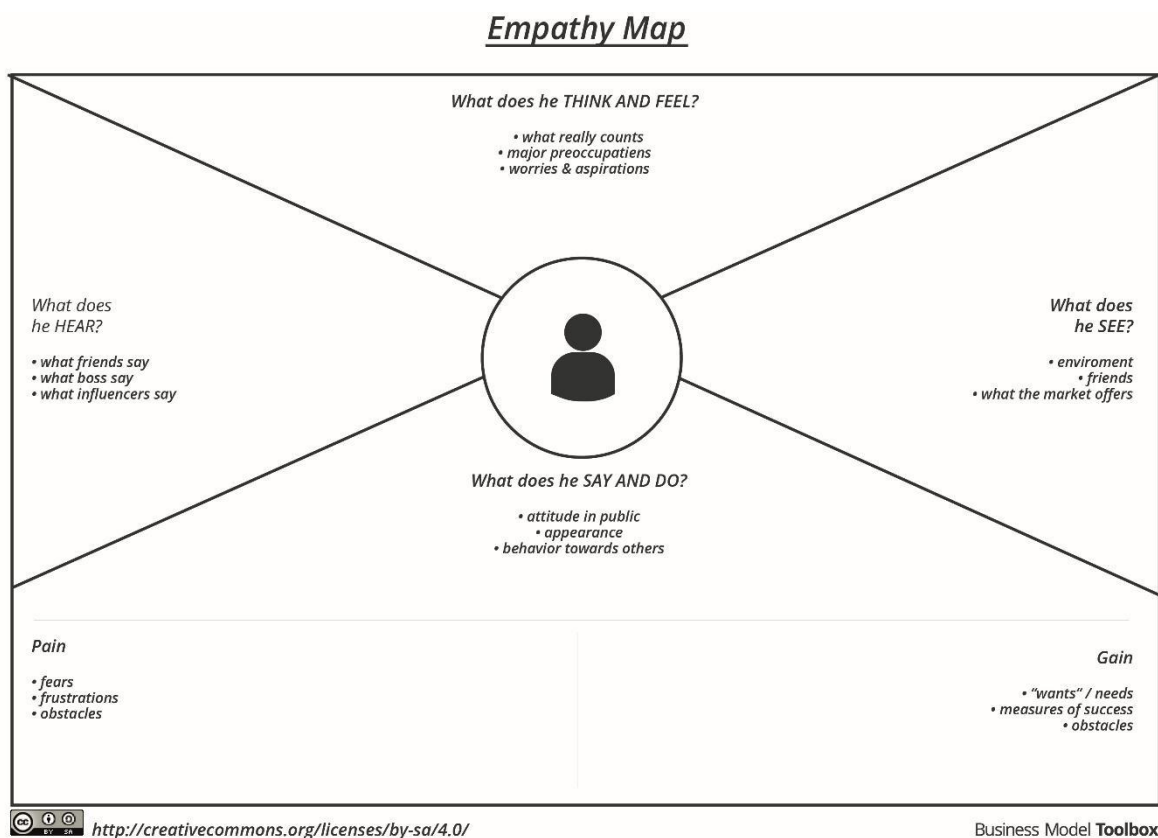 Empathy Map
What does he THINK AND FEEL?
• what really counts
• major preoccupatiens
• worries & aspirations
What does
he HEAR?
• what friends say
• what boss say
• what influencers say
What does
he SEE?
• enviroment
• friends
• what the market offers
What does he SAY AND DO?
• attitude in public
• appearance
• behavior towards others
Pain
• fears
• frustrations
• obstacles
Gain
• “wants” / needs
• measures of success
• obstacles
cc BY SA
http://creativecommons.org/licenses/by-sa/4.0/
Business Model Toolbox